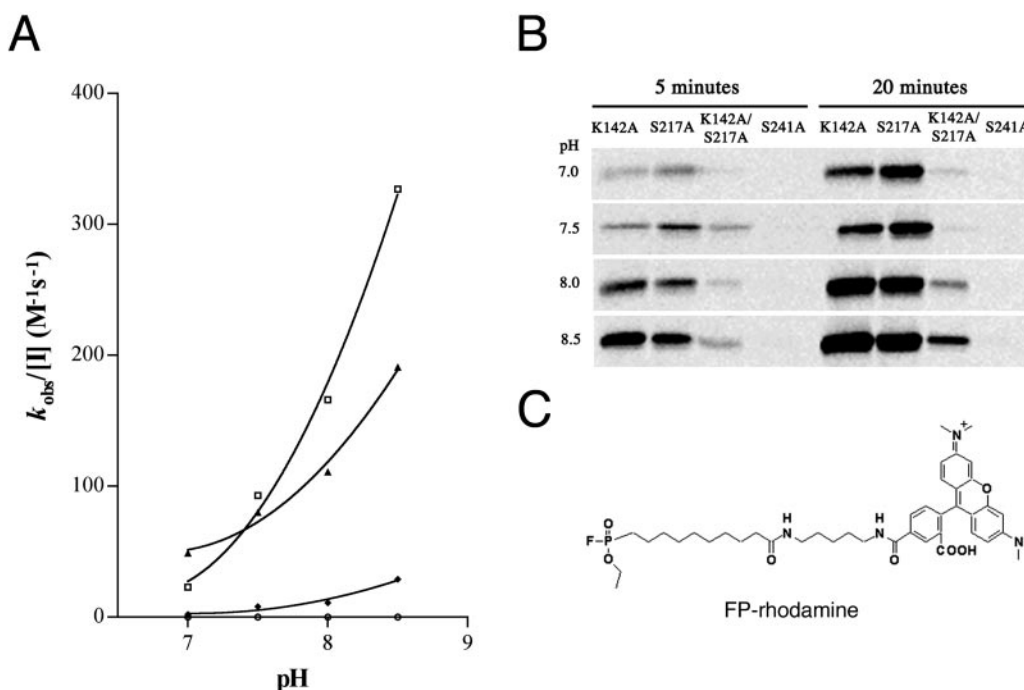 A
400
300
200
100
0
k_obs/[I] (M⁻¹s⁻¹)
7
8
9
pH
B
5 minutes
20 minutes
K142A
S217A
K142A/
S217A
S241A
K142A
S217A
K142A/
S217A
S241A
pH
7.0
7.5
8.0
8.5
C
F
P
O
O
O
H
N
H
N
O
COOH
O
N
+
N
FP-rhodamine